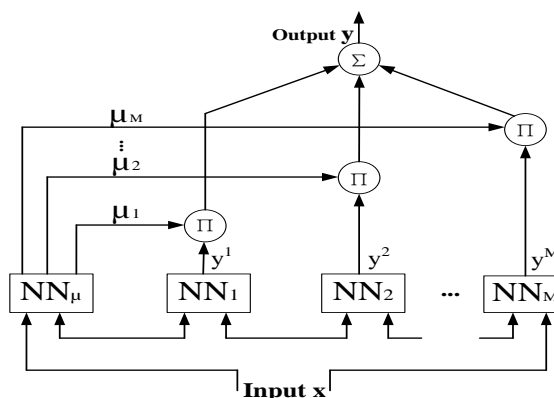 Output y
Σ
μM
Π
⋮
μ2
Π
μ1
Π
y¹ y² yᴹ
NNμ NN1 NN2 ... NNM
Input x